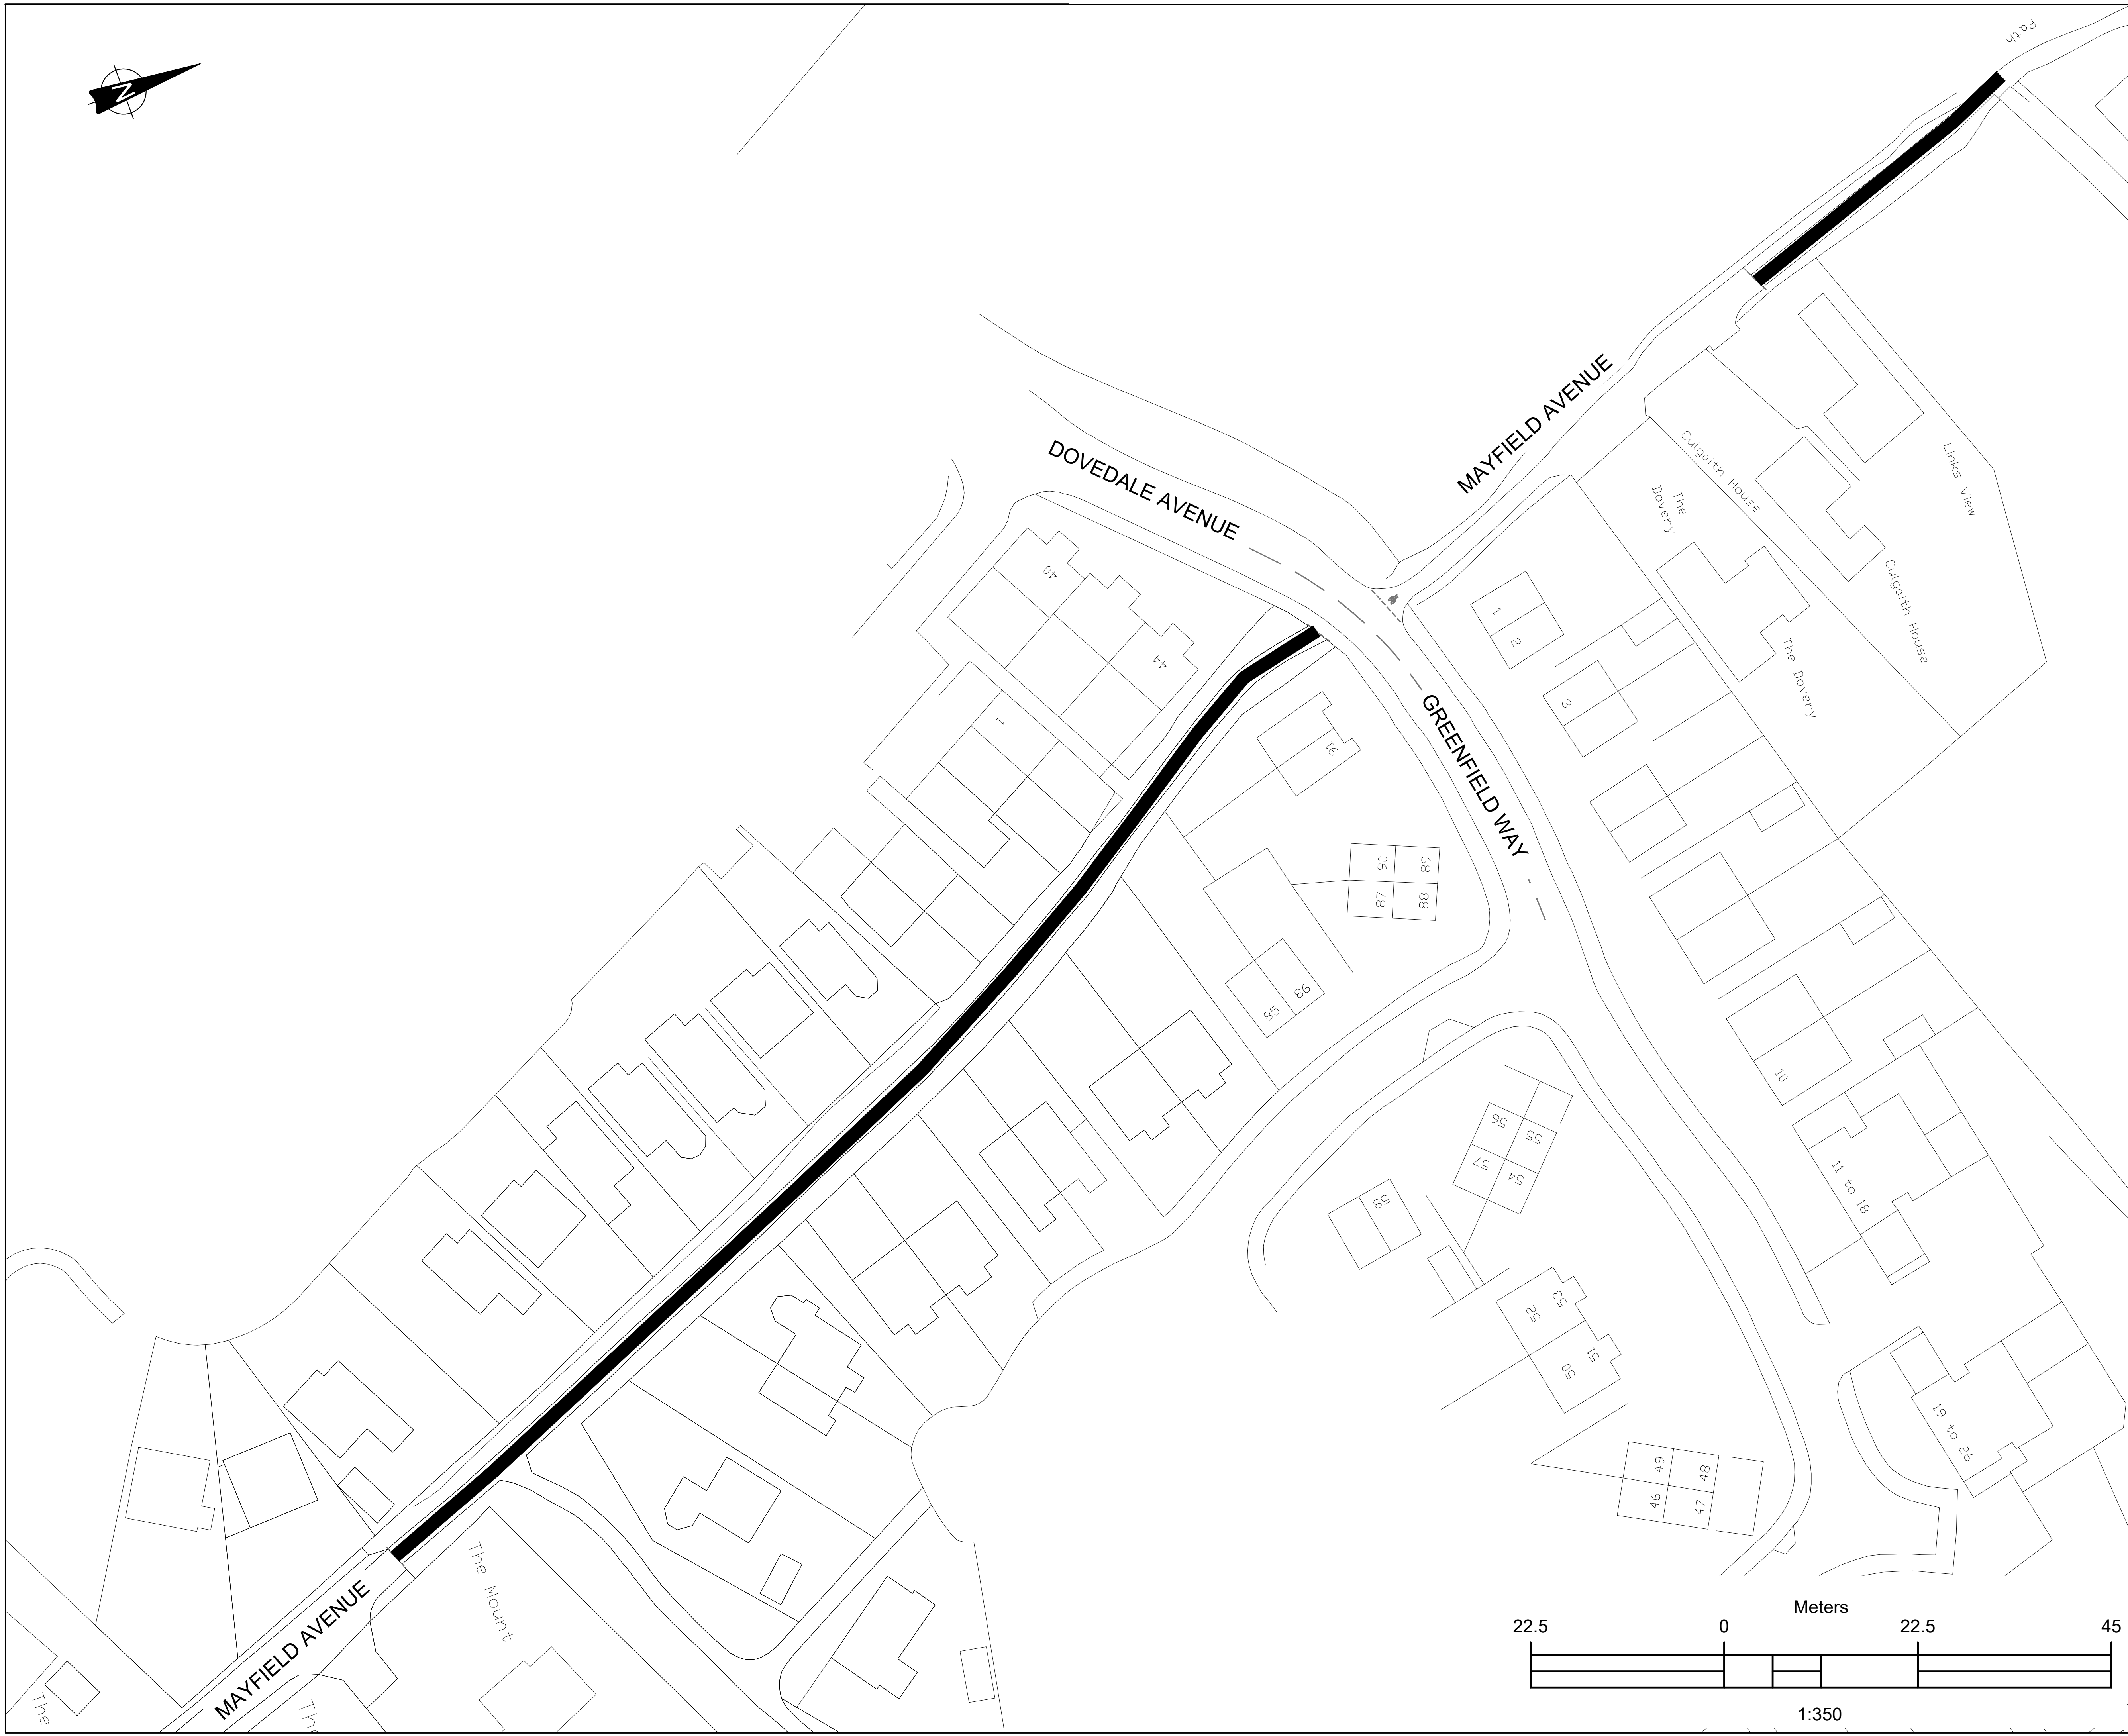 N
Path
MAYFIELD AVENUE
DOVEDALE AVENUE
GREENFIELD WAY
Culgaith House
Links View
The
Dovery
Culgaith House
The Dovery
40
44
1
1
2
3
91
90
89
87
88
85
86
10
11 to 18
56
55
57
54
58
53
52
51
50
19 to 26
49
48
46
47
The Mount
MAYFIELD AVENUE
The
The
Meters
22.5
0
22.5
45
1:350